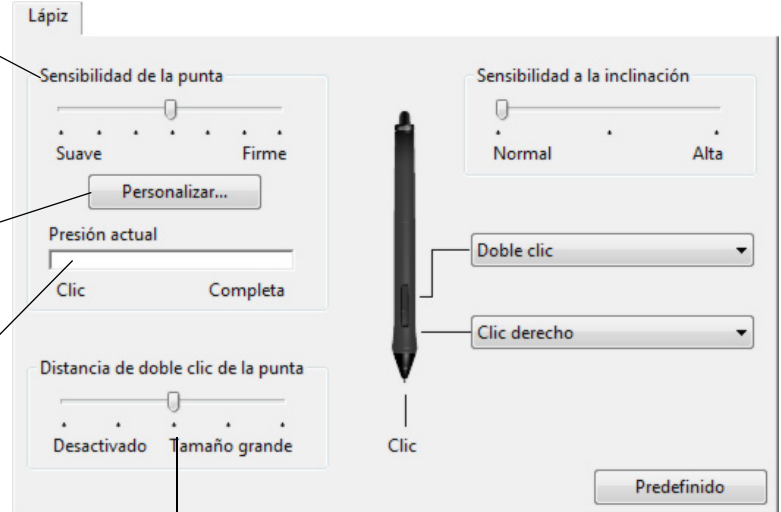 Lápiz
Sensibilidad de la punta
Suave Firme
Personalizar...
Presión actual
Clic Completa
Distancia de doble clic de la punta
Desactivado Tamaño grande
Sensibilidad a la inclinación
Normal Alta
Doble clic
Clic derecho
Clic
Predefinido